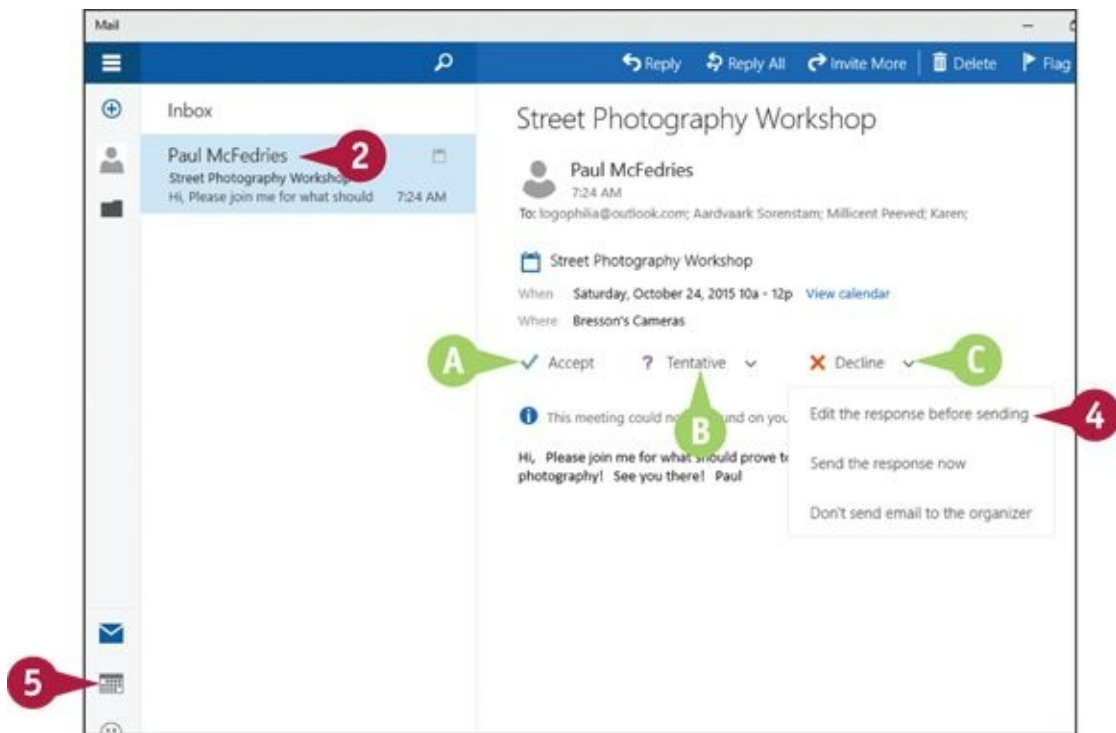 Mail
Reply Reply All Invite More Delete Flag
Inbox
Paul McFedries 2
Street Photography Workshop
Hi, Please join me for what should 7:24 AM
Street Photography Workshop
Paul McFedries
7:24 AM
To: logophilia@outlook.com; Aardvaark Sorenstam; Millicent Peeved; Karen;
Street Photography Workshop
When Saturday, October 24, 2015 10a - 12p View calendar
Where Bresson's Cameras
A Accept ? Tentative Decline C
B
This meeting could on you
Hi, Please join me for what should prove
photography! See you there! Paul
Edit the response before sending 4
Send the response now
Don't send email to the organizer
5